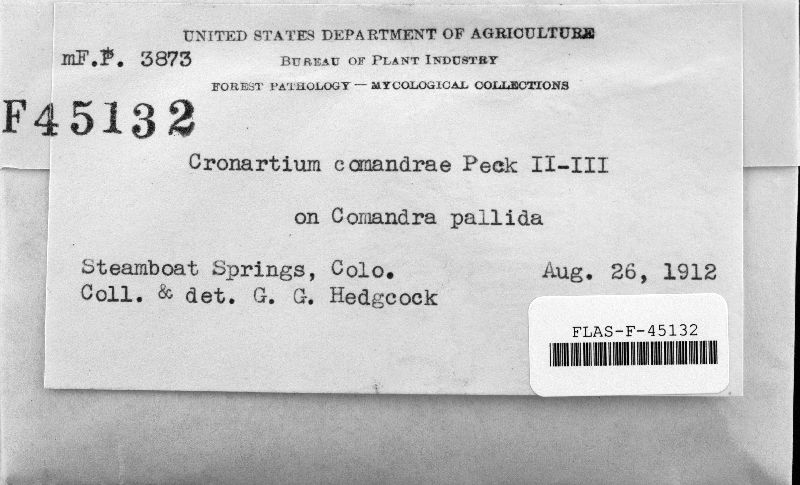 UNITED STATES DEPARTMENT OF AGRICULTURE
mF.P. 3873
BUREAU OF PLANT INDUSTRY
FOREST PATHOLOGY — MYCOLOGICAL COLLECTIONS
F45132
Cronartium comandrae Peck II-III
on Comandra pallida
Steamboat Springs, Colo. Aug. 26, 1912
Coll. & det. G. G. Hedgcock
FLAS-F-45132